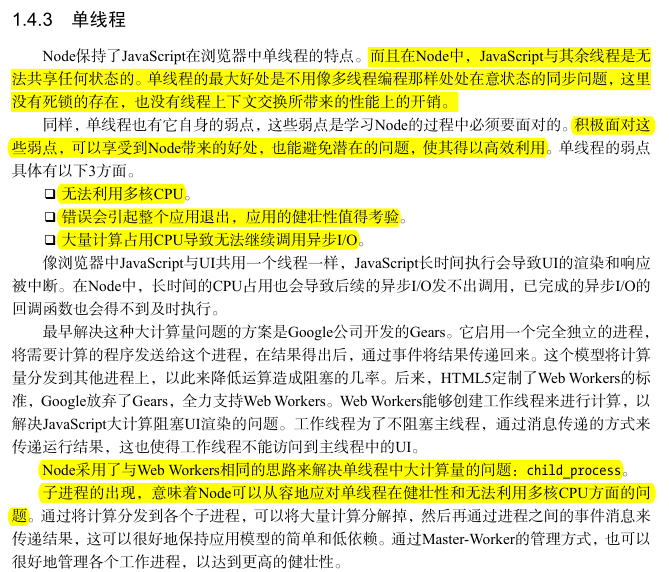 1.4.3 单线程
Node保持了JavaScript在浏览器中单线程的特点。而且在Node中，JavaScript与其余线程是无
法共享任何状态的。单线程的最大好处是不用像多线程编程那样处处在意状态的同步问题，这里
没有死锁的存在，也没有线程上下文交换所带来的性能上的开销。
同样，单线程也有它自身的弱点，这些弱点是学习Node的过程中必须要面对的。积极面对这
些弱点，可以享受到Node带来的好处，也能避免潜在的问题，使其得以高效利用。单线程的弱点
具体有以下3方面。
❑ 无法利用多核CPU。
❑ 错误会引起整个应用退出，应用的健壮性值得考验。
❑ 大量计算占用CPU导致无法继续调用异步I/O。
像浏览器中JavaScript与UI共用一个线程一样，JavaScript长时间执行会导致UI的渲染和响应
被中断。在Node中，长时间的CPU占用也会导致后续的异步I/O发不出调用，已完成的异步I/O的
回调函数也会得不到及时执行。
最早解决这种大计算量问题的方案是Google公司开发的Gears。它启用一个完全独立的进程，
将需要计算的程序发送给这个进程，在结果得出后，通过事件将结果传递回来。这个模型将计算
量分发到其他进程上，以此来降低运算造成阻塞的几率。后来，HTML5定制了Web Workers的标
准，Google放弃了Gears，全力支持Web Workers。Web Workers能够创建工作线程来进行计算，以
解决JavaScript大计算阻塞UI渲染的问题。工作线程为了不阻塞主线程，通过消息传递的方式来
传递运行结果，这也使得工作线程不能访问到主线程中的UI。
Node采用了与Web Workers相同的思路来解决单线程中大计算量的问题：child_process。
子进程的出现，意味着Node可以从容地应对单线程在健壮性和无法利用多核CPU方面的问
题。通过将计算分发到各个子进程，可以将大量计算分解掉，然后再通过进程之间的事件消息来
传递结果，这可以很好地保持应用模型的简单和低依赖。通过Master-Worker的管理方式，也可以
很好地管理各个工作进程，以达到更高的健壮性。